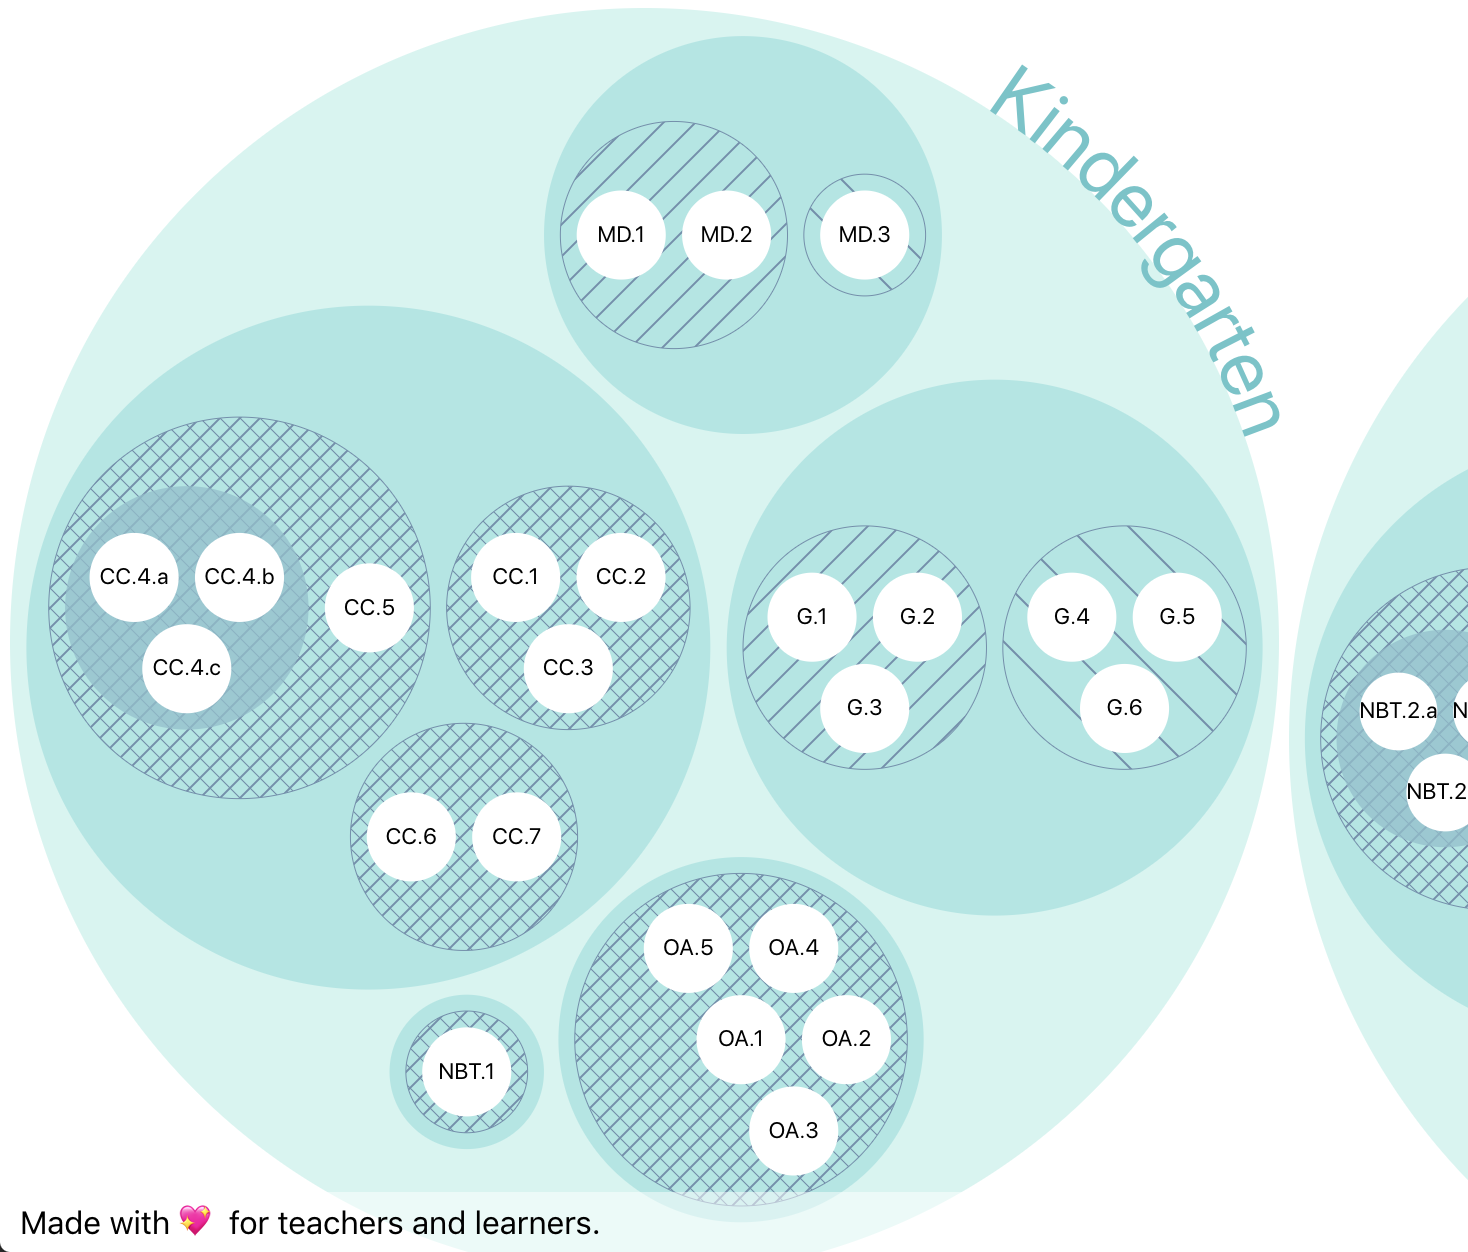 Kindergarten
MD.1 MD.2 MD.3
CC.4.a CC.4.b CC.5 CC.1 CC.2
CC.4.c CC.3
G.1 G.2 G.4 G.5
G.3 G.6
NBT.2.a
CC.6 CC.7
OA.5 OA.4
OA.1 OA.2
NBT.1
OA.3
Made with 💖 for teachers and learners.